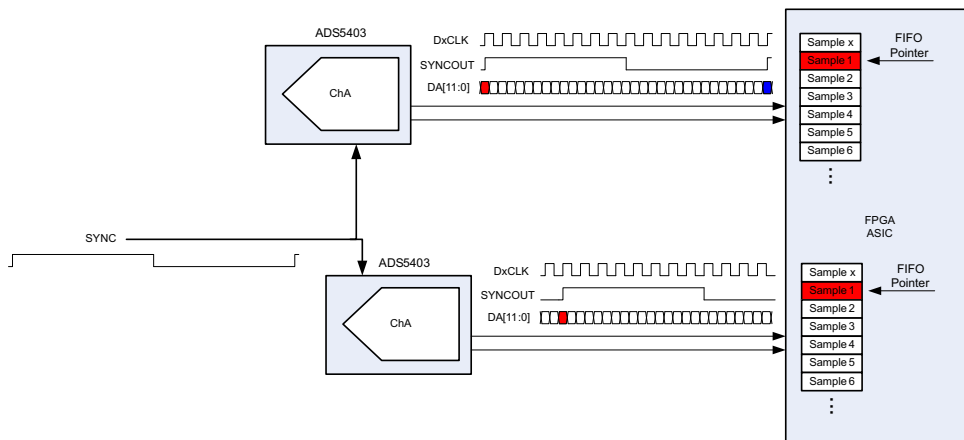 ADS5403
ChA
DxCLK
SYNCOUT
DA[11:0]
Sample x
Sample 1
Sample 2
Sample 3
Sample 4
Sample 5
Sample 6
FIFO
Pointer
SYNC
FPGA
ASIC
ADS5403
ChA
DxCLK
SYNCOUT
DA[11:0]
Sample x
Sample 1
Sample 2
Sample 3
Sample 4
Sample 5
Sample 6
FIFO
Pointer